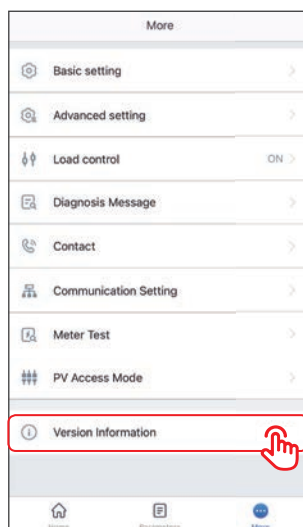 More
Basic setting
Advanced setting
Load control ON
Diagnosis Message
Contact
Communication Setting
Meter Test
PV Access Mode
Version Information